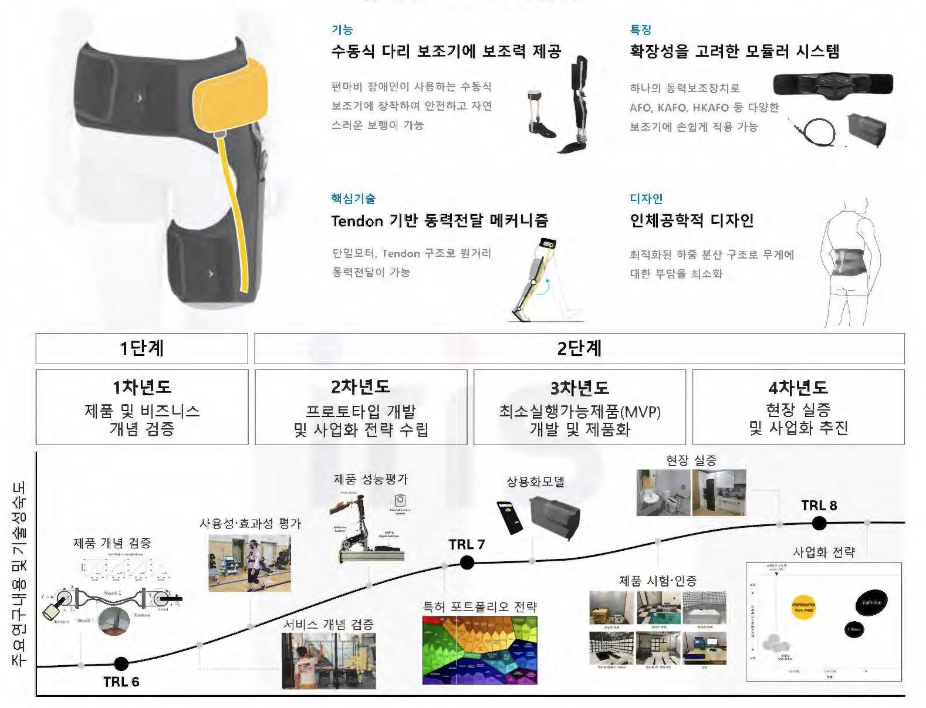 기능
수동식 다리 보조기에 보조력 제공
편마비 장애인이 사용하는 수동식
보조기에 장착하여 안전하고 자연
스러운 보행이 가능
특징
확장성을 고려한 모듈러 시스템
하나의 동력보조장치로
AFO, KAFO, HKAFO 등 다양한
보조기에 손쉽게 적용 가능
핵심기술
Tendon 기반 동력전달 메커니즘
단일모터, Tendon 구조로 원거리
동력전달이 가능
디자인
인체공학적 디자인
최적화된 하중 분산 구조로 무게에
대한 부담을 최소화
1단계
2단계
1차년도
제품 및 비즈니스
개념 검증
2차년도
프로토타입 개발
및 사업화 전략 수립
3차년도
최소실행가능제품(MVP)
개발 및 제품화
4차년도
현장 실증
및 사업화 추진
주요연구내용 및 기술성숙도
제품 개념 검증
사용성·효과성 평가
제품 성능평가
상용화모델
현장 실증
TRL 6
서비스 개념 검증
TRL 7
특허 포트폴리오 전략
제품 시험·인증
TRL 8
사업화 전략